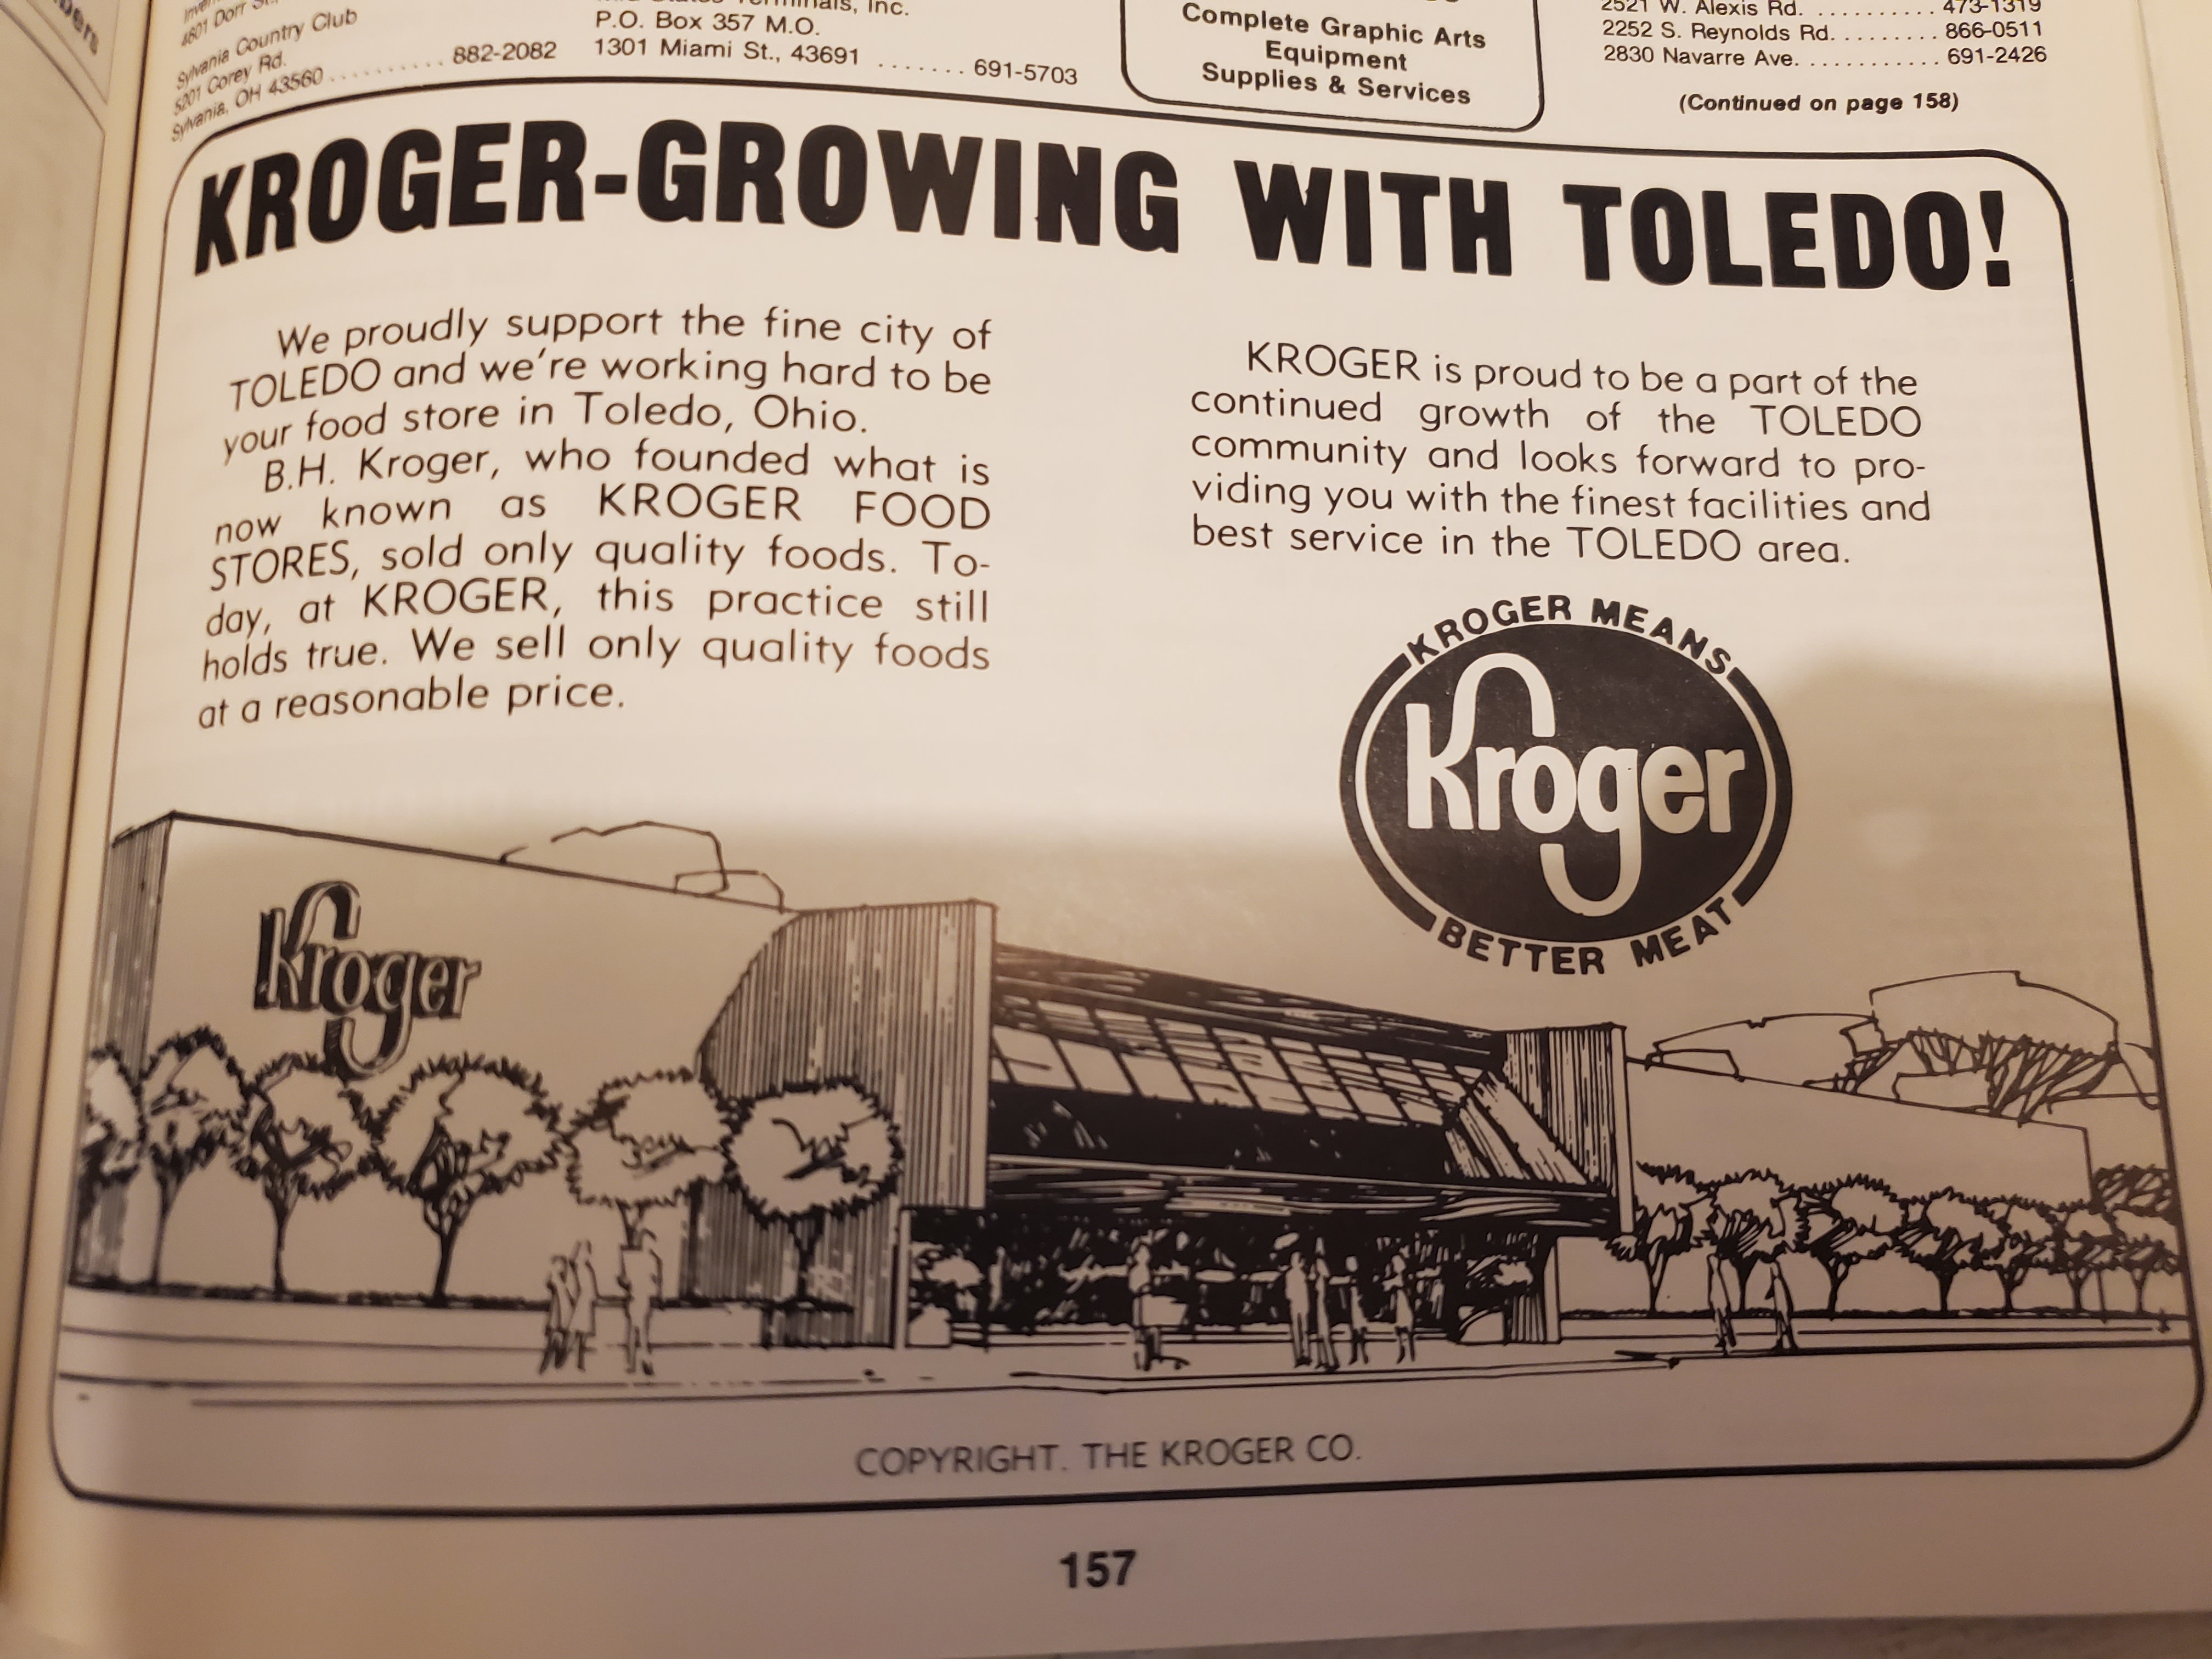 4801 Dorr
Sylvania Country Club
5201 Corey Rd.
Sylvania, OH 43560 .......... 882-2082
Terminals, Inc.
P.O. Box 357 M.O.
1301 Miami St., 43691 ....... 691-5703
Complete Graphic Arts
Equipment
Supplies & Services
2521 W. Alexis Rd. .......... 473-1319
2252 S. Reynolds Rd. ........ 866-0511
2830 Navarre Ave. ........... 691-2426
(Continued on page 158)
KROGER-GROWING WITH TOLEDO!
We proudly support the fine city of
TOLEDO and we're working hard to be
your food store in Toledo, Ohio.
B.H. Kroger, who founded what is
now known as KROGER FOOD
STORES, sold only quality foods. To-
day, at KROGER, this practice still
holds true. We sell only quality foods
at a reasonable price.
KROGER is proud to be a part of the
continued growth of the TOLEDO
community and looks forward to pro-
viding you with the finest facilities and
best service in the TOLEDO area.
KROGER MEANS
Kroger
BETTER MEAT
Kroger
COPYRIGHT. THE KROGER CO.
157